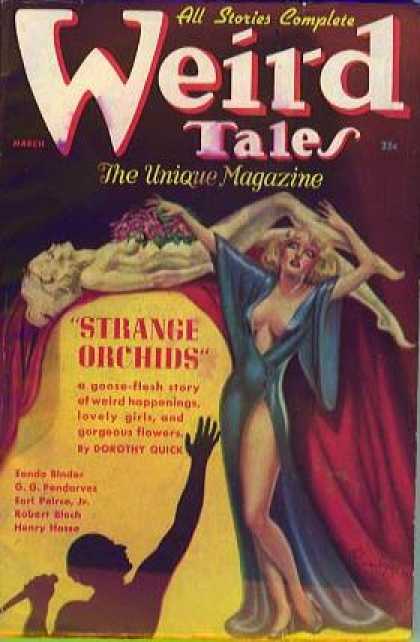 All Stories Complete
Weird
MARCH
Tales
25c
The Unique Magazine
"STRANGE
ORCHIDS"
a goose-flesh story
of weird happenings,
lovely girls, and
gorgeous flowers,
By DOROTHY QUICK
Eando Binder
G. G. Pendarves
Earl Peirce, Jr.
Robert Bloch
Henry Hasse